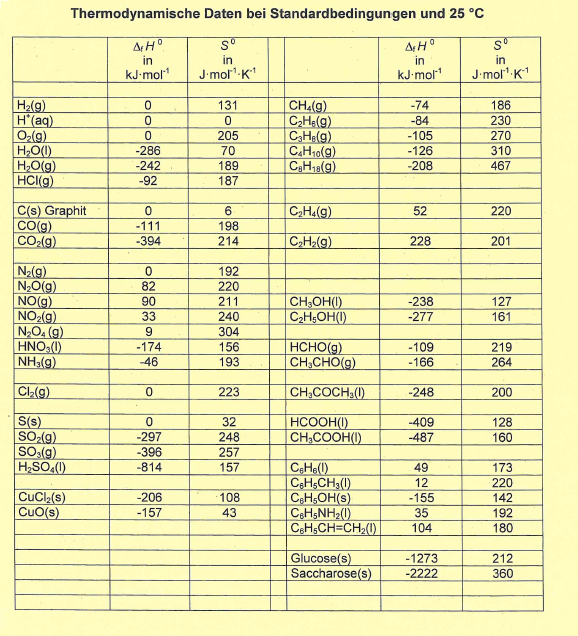 Thermodynamische Daten bei Standardbedingungen und 25 °C
ΔfH⁰ in kJ·mol⁻¹ S⁰ in J·mol⁻¹·K⁻¹ ΔfH⁰ in kJ·mol⁻¹ S⁰ in J·mol⁻¹·K⁻¹
H₂(g) 0 131 CH₄(g) -74 186
H⁺(aq) 0 0 C₂H₆(g) -84 230
O₂(g) 0 205 C₃H₈(g) -105 270
H₂O(l) -286 70 C₄H₁₀(g) -126 310
H₂O(g) -242 189 C₈H₁₈(g) -208 467
HCl(g) -92 187
C(s) Graphit 0 6 C₂H₄(g) 52 220
CO(g) -111 198
CO₂(g) -394 214 C₂H₂(g) 228 201
N₂(g) 0 192
N₂O(g) 82 220
NO(g) 90 211 CH₃OH(l) -238 127
NO₂(g) 33 240 C₂H₅OH(l) -277 161
N₂O₄ (g) 9 304
HNO₃(l) -174 156 HCHO(g) -109 219
NH₃(g) -46 193 CH₃CHO(g) -166 264
Cl₂(g) 0 223 CH₃COCH₃(l) -248 200
S(s) 0 32 HCOOH(l) -409 128
SO₂(g) -297 248 CH₃COOH(l) -487 160
SO₃(g) -396 257
H₂SO₄(l) -814 157 C₆H₆(l) 49 173
C₆H₅CH₃(l) 12 220
CuCl₂(s) -206 108 C₆H₅OH(s) -155 142
CuO(s) -157 43 C₆H₅NH₂(l) 35 192
C₆H₅CH=CH₂(l) 104 180
Glucose(s) -1273 212
Saccharose(s) -2222 360